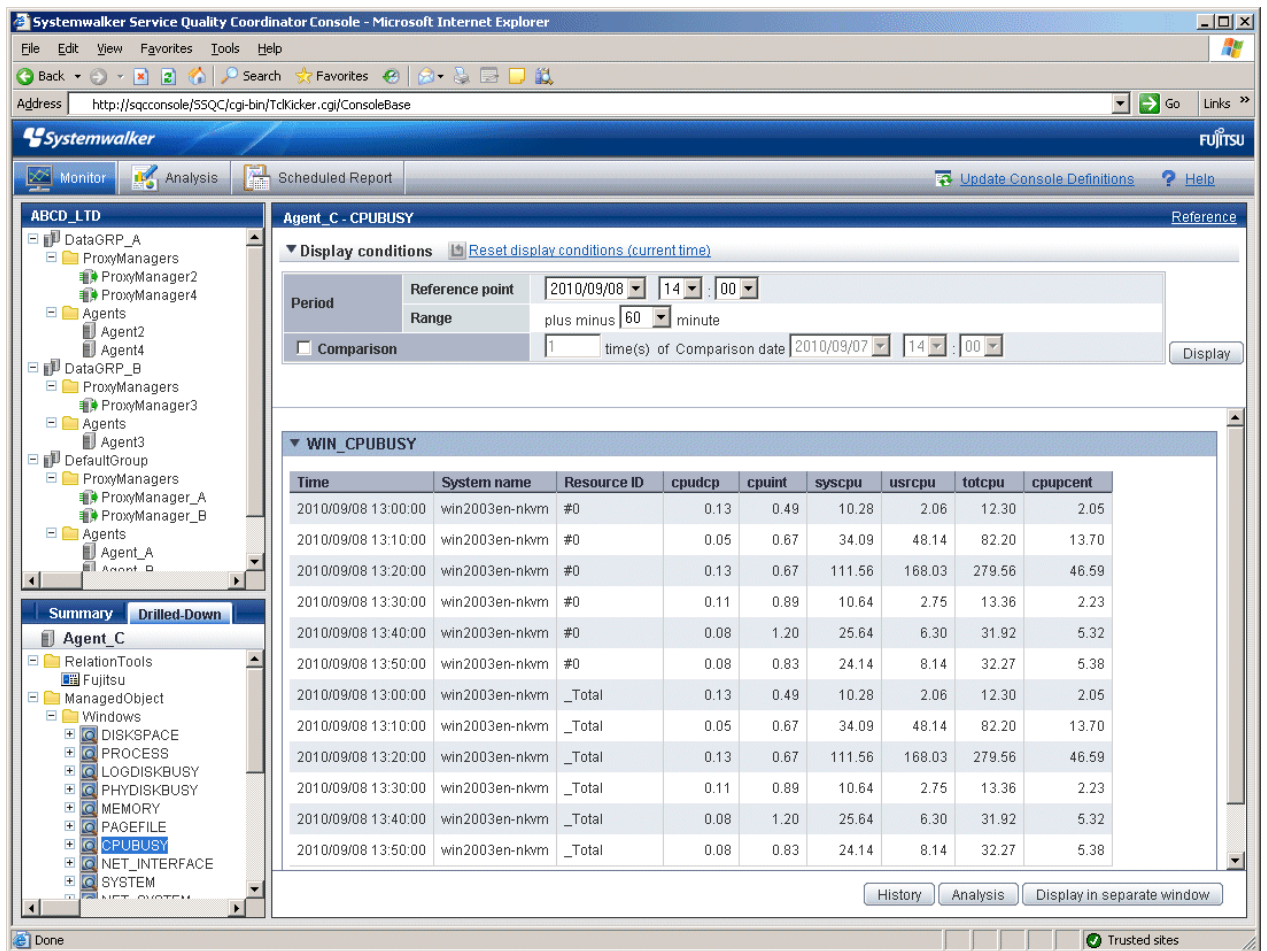 Systemwalker Service Quality Coordinator Console - Microsoft Internet Explorer
File Edit View Favorites Tools Help
Back Search Favorites
Address http://sqcconsole/SSQC/cgi-bin/TclKicker.cgi/ConsoleBase Go Links »
Systemwalker FUJITSU
Monitor Analysis Scheduled Report Update Console Definitions ? Help
ABCD_LTD
DataGRP_A
ProxyManagers
ProxyManager2
ProxyManager4
Agents
Agent2
Agent4
DataGRP_B
ProxyManagers
ProxyManager3
Agents
Agent3
DefaultGroup
ProxyManagers
ProxyManager_A
ProxyManager_B
Agents
Agent_A
Agent_B
Summary Drilled-Down
Agent_C
RelationTools
Fujitsu
ManagedObject
Windows
DISKSPACE
PROCESS
LOGDISKBUSY
PHYDISKBUSY
MEMORY
PAGEFILE
CPUBUSY
NET_INTERFACE
SYSTEM
Agent_C - CPUBUSY Reference
Display conditions Reset display conditions (current time)
Period Reference point 2010/09/08 14 : 00
Range plus minus 60 minute
Comparison 1 time(s) of Comparison date 2010/09/07 14 : 00
Display
WIN_CPUBUSY
Time System name Resource ID cpudcp cpuint syscpu usrcpu totcpu cpupcent
2010/09/08 13:00:00 win2003en-nkvm #0 0.13 0.49 10.28 2.06 12.30 2.05
2010/09/08 13:10:00 win2003en-nkvm #0 0.05 0.67 34.09 48.14 82.20 13.70
2010/09/08 13:20:00 win2003en-nkvm #0 0.13 0.67 111.56 168.03 279.56 46.59
2010/09/08 13:30:00 win2003en-nkvm #0 0.11 0.89 10.64 2.75 13.36 2.23
2010/09/08 13:40:00 win2003en-nkvm #0 0.08 1.20 25.64 6.30 31.92 5.32
2010/09/08 13:50:00 win2003en-nkvm #0 0.08 0.83 24.14 8.14 32.27 5.38
2010/09/08 13:00:00 win2003en-nkvm _Total 0.13 0.49 10.28 2.06 12.30 2.05
2010/09/08 13:10:00 win2003en-nkvm _Total 0.05 0.67 34.09 48.14 82.20 13.70
2010/09/08 13:20:00 win2003en-nkvm _Total 0.13 0.67 111.56 168.03 279.56 46.59
2010/09/08 13:30:00 win2003en-nkvm _Total 0.11 0.89 10.64 2.75 13.36 2.23
2010/09/08 13:40:00 win2003en-nkvm _Total 0.08 1.20 25.64 6.30 31.92 5.32
2010/09/08 13:50:00 win2003en-nkvm _Total 0.08 0.83 24.14 8.14 32.27 5.38
History Analysis Display in separate window
Done Trusted sites